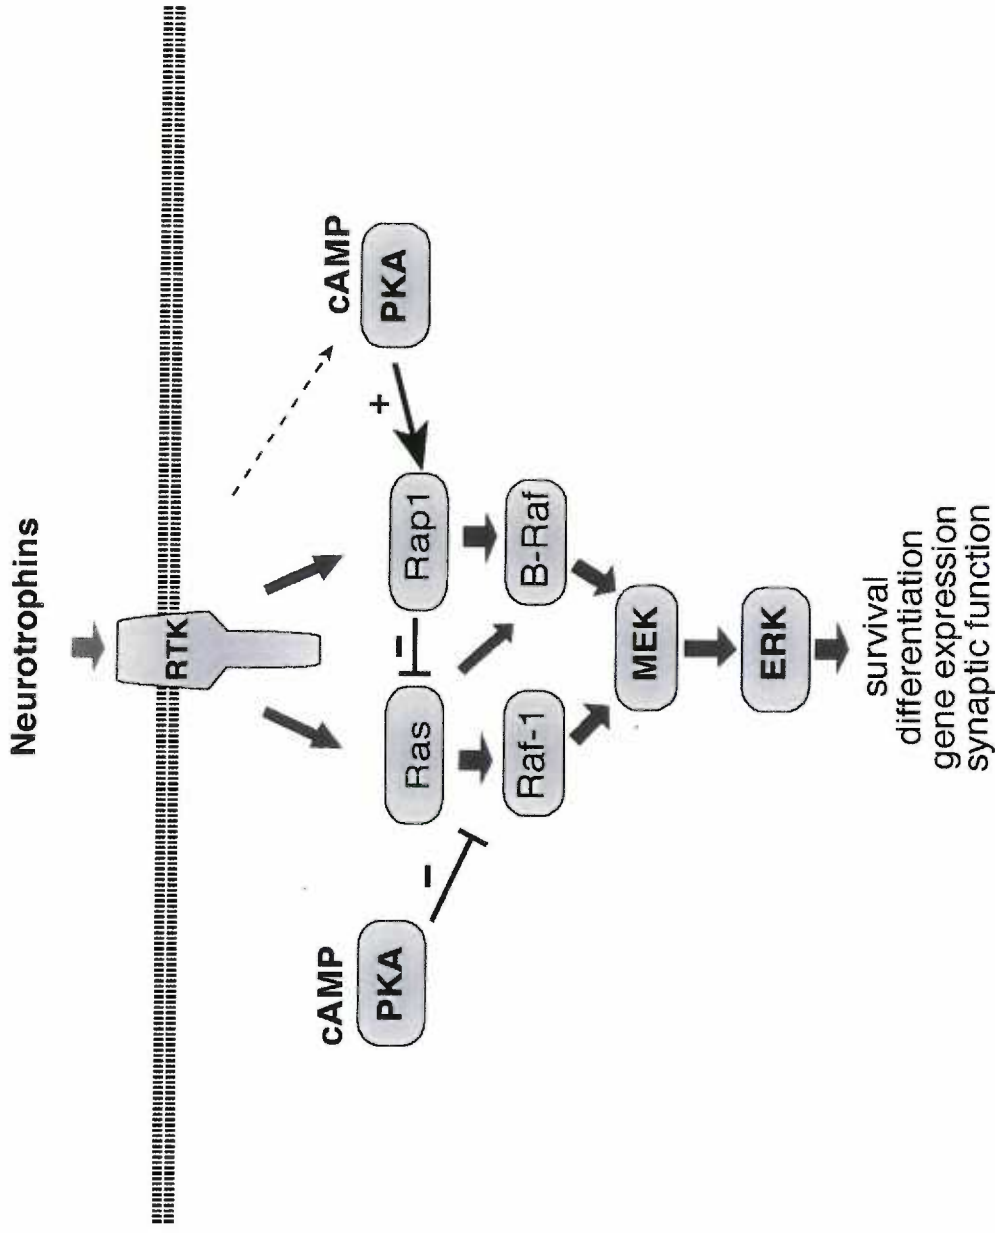 Neurotrophins
RTK
cAMP
PKA
cAMP
PKA
+
−
−
Ras
Rap1
Raf-1
B-Raf
MEK
ERK
survival
differentiation
gene expression
synaptic function